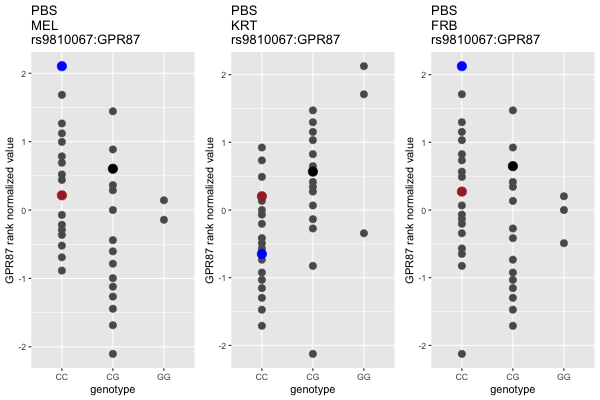 PBS
MEL
rs9810067:GPR87
GPR87 rank normalized value
2
1
0
-1
-2
CC
CG
GG
genotype
PBS
KRT
rs9810067:GPR87
GPR87 rank normalized value
2
1
0
-1
-2
CC
CG
GG
genotype
PBS
FRB
rs9810067:GPR87
GPR87 rank normalized value
2
1
0
-1
-2
CC
CG
GG
genotype